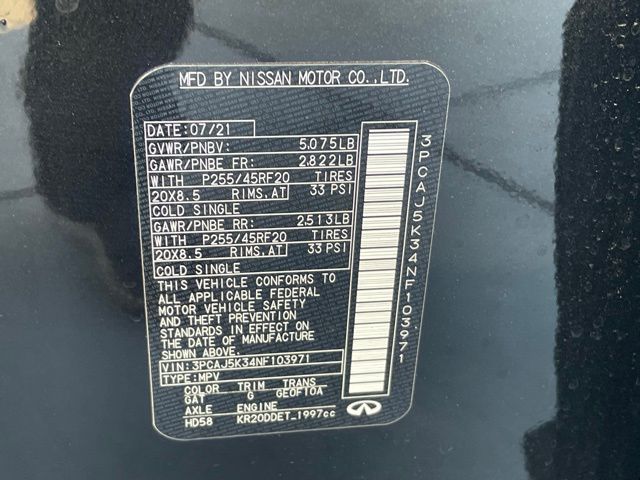 MFD BY NISSAN MOTOR CO.,LTD.
DATE:07/21
GVWR/PNBV: 5.075LB
GAWR/PNBE FR: 2.822LB
WITH P255/45RF20 TIRES
20X8.5 RIMS.AT 33 PSI
COLD SINGLE
GAWR/PNBE RR: 2.513LB
WITH P255/45RF20 TIRES
20X8.5 RIMS.AT 33 PSI
COLD SINGLE
THIS VEHICLE CONFORMS TO
ALL APPLICABLE FEDERAL
MOTOR VEHICLE SAFETY
AND THEFT PREVENTION
STANDARDS IN EFFECT ON
THE DATE OF MANUFACTURE
SHOWN ABOVE.
VIN:3PCAJ5K34NF103971
TYPE:MPV
COLOR TRIM TRANS
GAT G GE0F10A
AXLE ENGINE
HD58 KR20DDET_1997cc
3PCAJ5K34NF103971